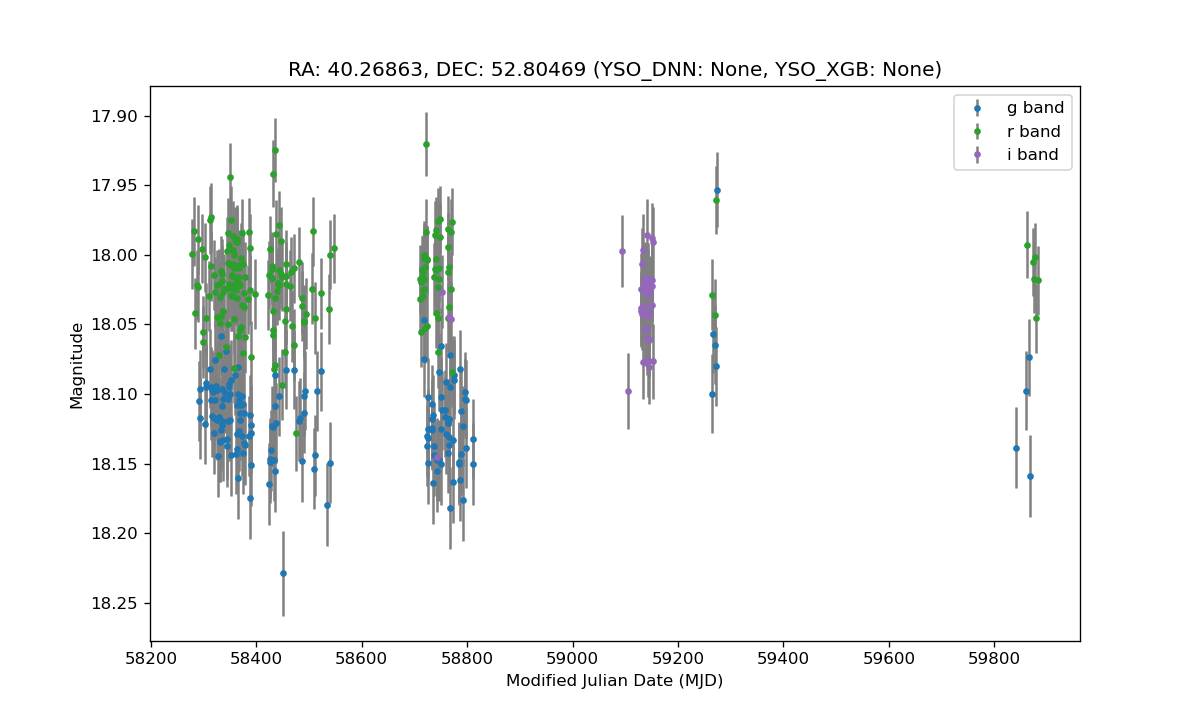 RA: 40.26863, DEC: 52.80469 (YSO_DNN: None, YSO_XGB: None)
g band
r band
i band
Magnitude
17.90
17.95
18.00
18.05
18.10
18.15
18.20
18.25
58200 58400 58600 58800 59000 59200 59400 59600 59800
Modified Julian Date (MJD)